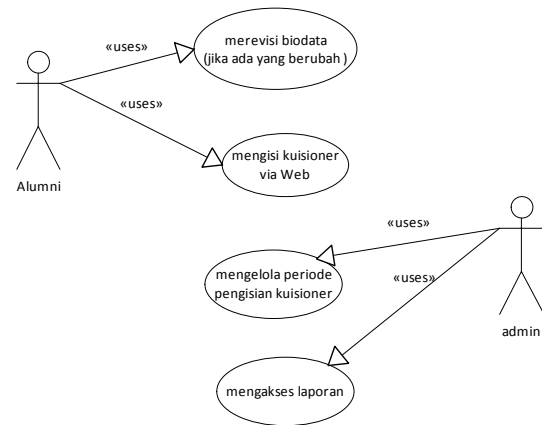 «uses»
merevisi biodata
(jika ada yang berubah )
«uses»
mengisi kuisioner
via Web
Alumni
«uses»
mengelola periode
pengisian kuisioner
«uses»
admin
mengakses laporan